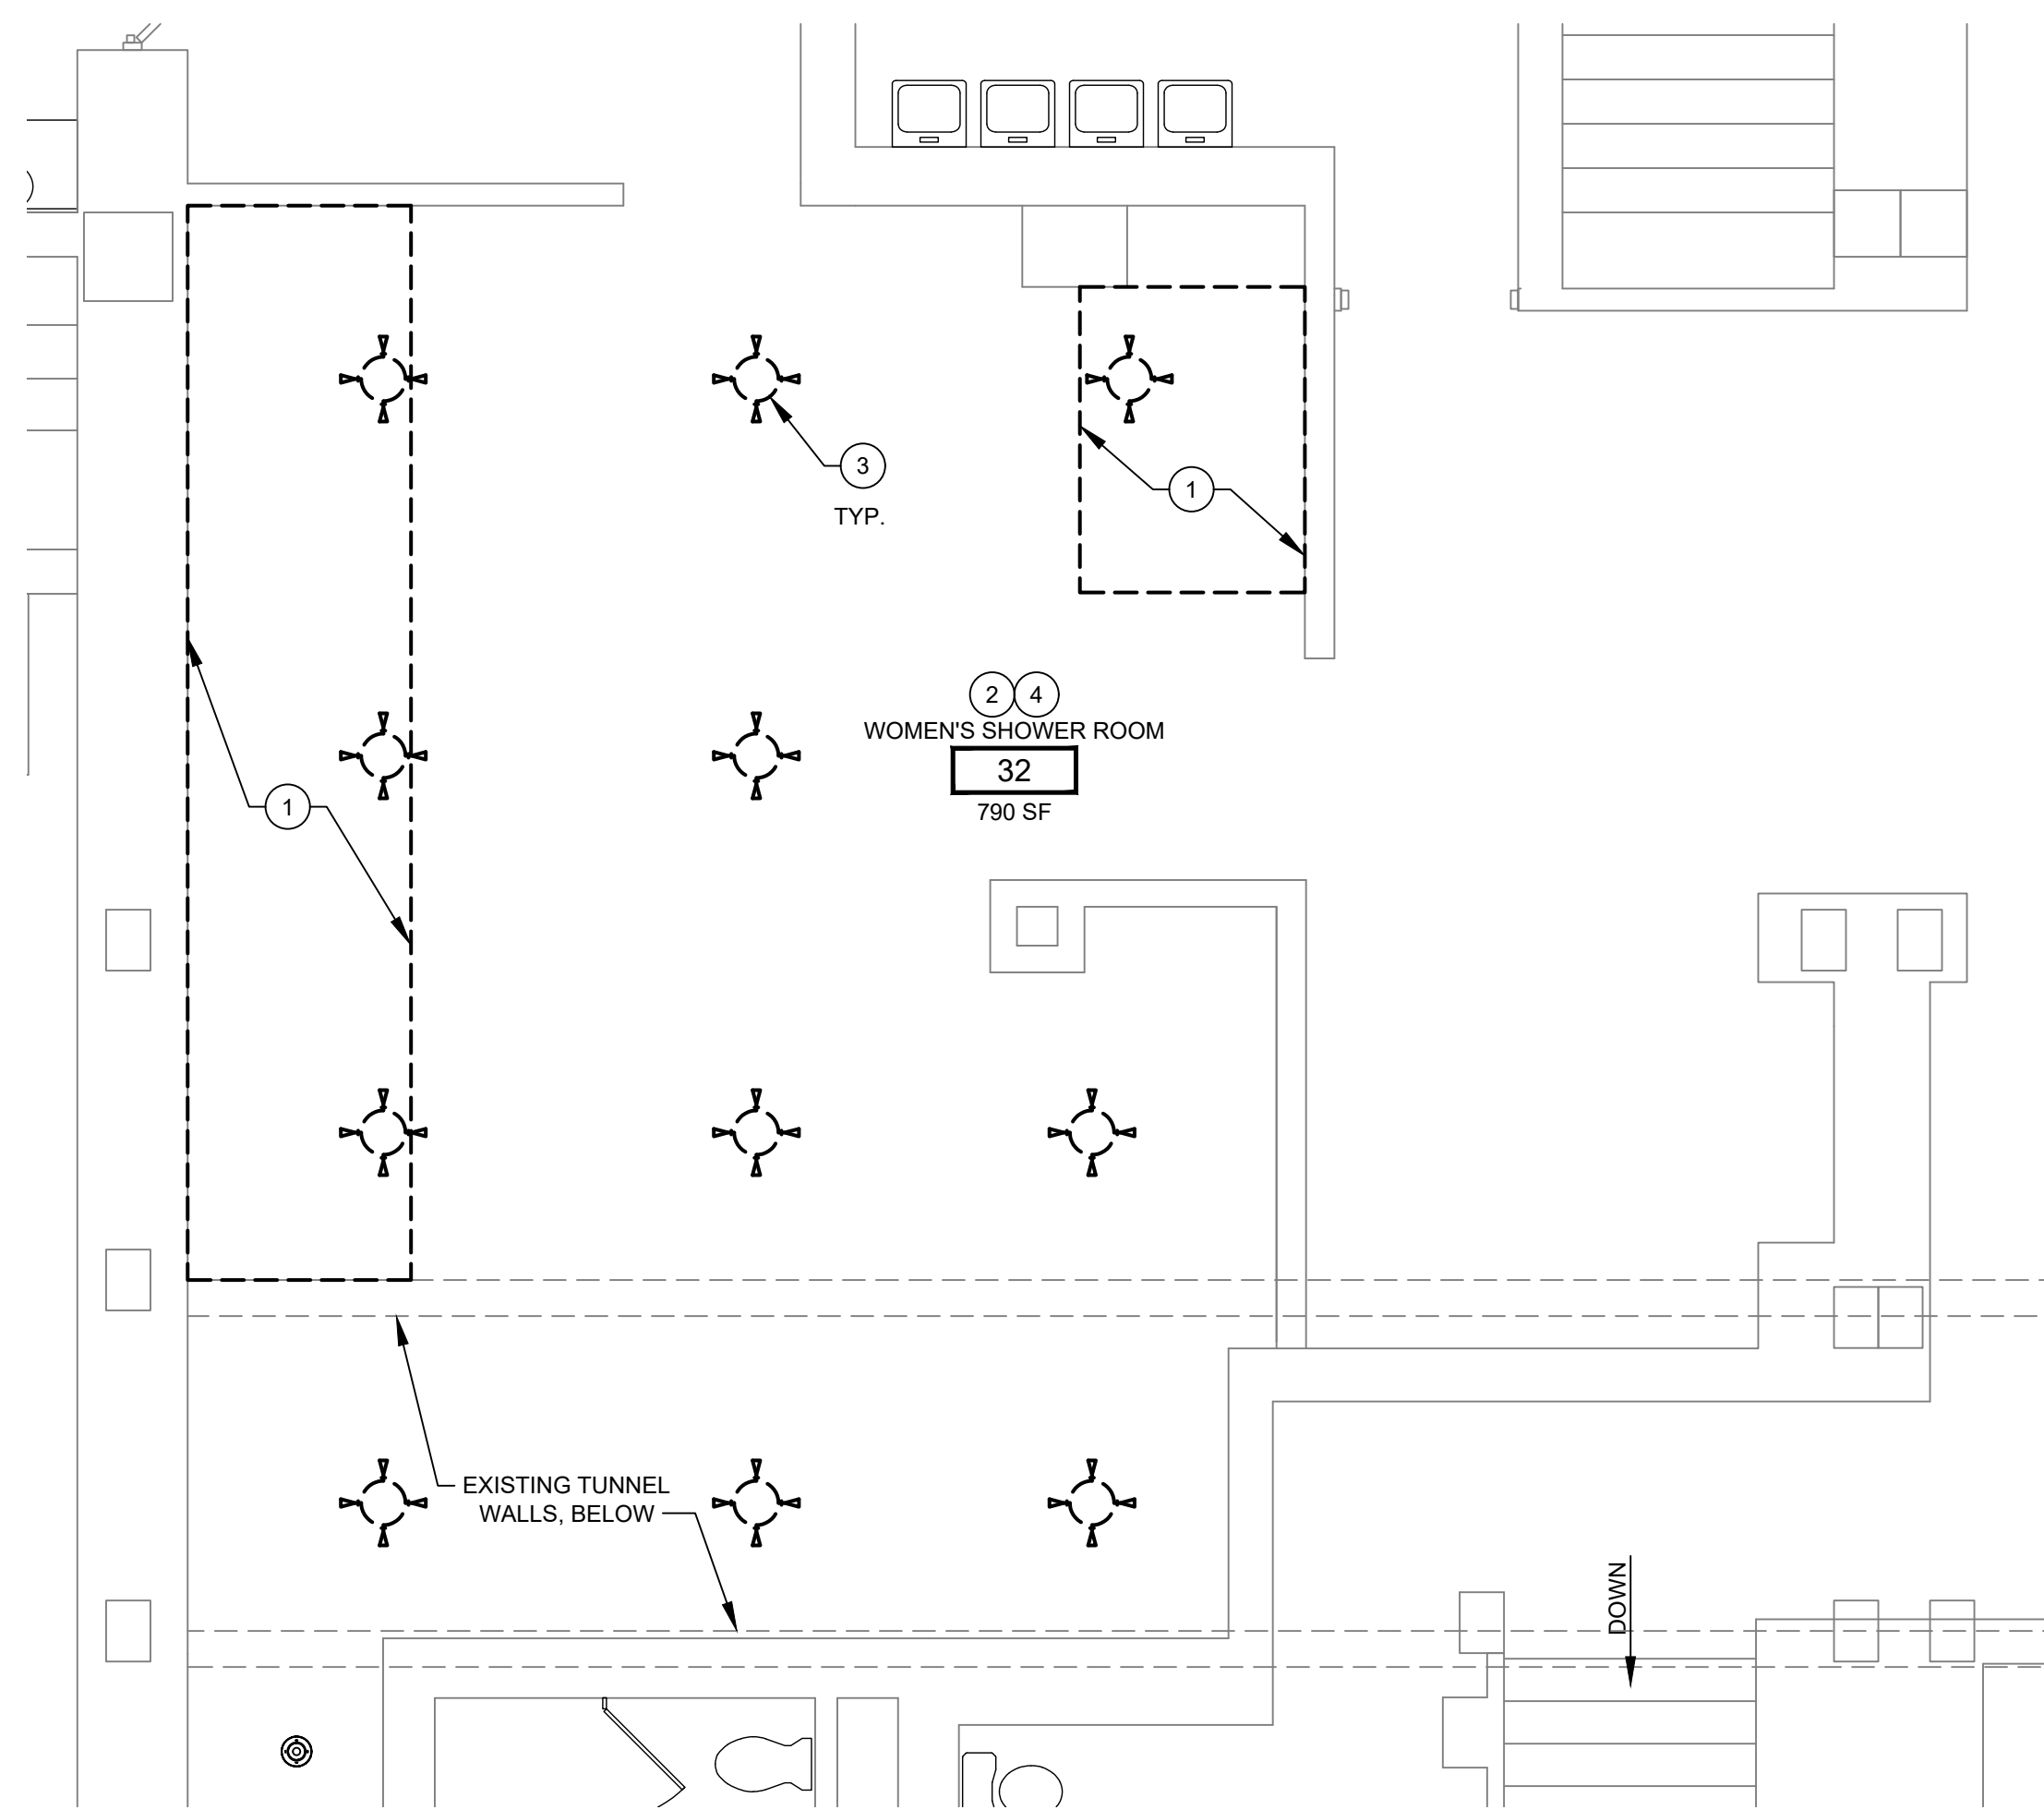 3
TYP.
1
2 4
WOMEN'S SHOWER ROOM
32
790 SF
1
EXISTING TUNNEL
WALLS, BELOW
DOWN